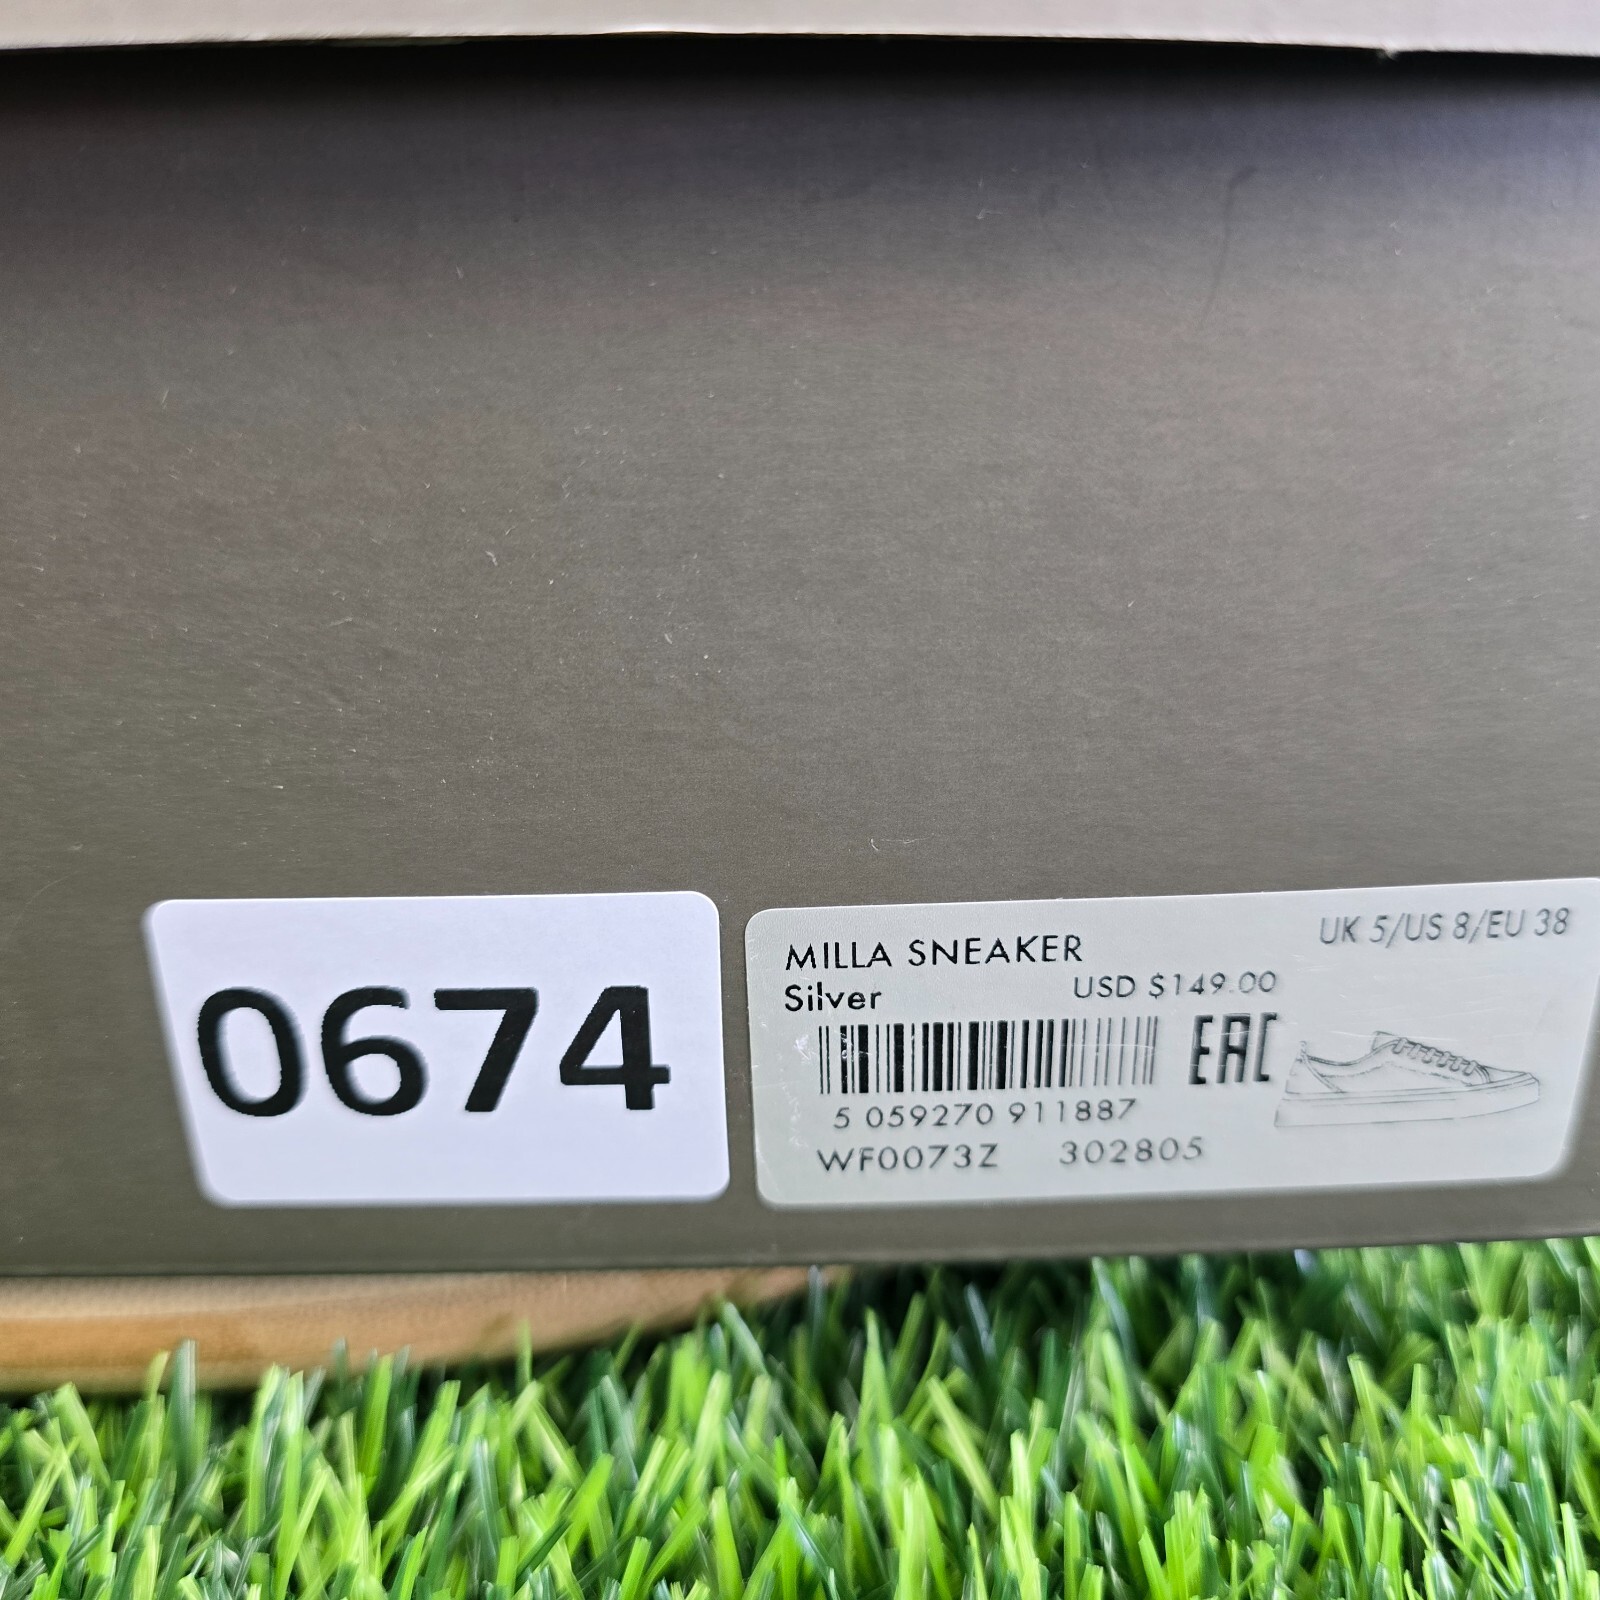 0674
UK 5/US 8/EU 38
MILLA SNEAKER
Silver USD $149.00
EAC
5 059270 911887
WF0073Z 302805